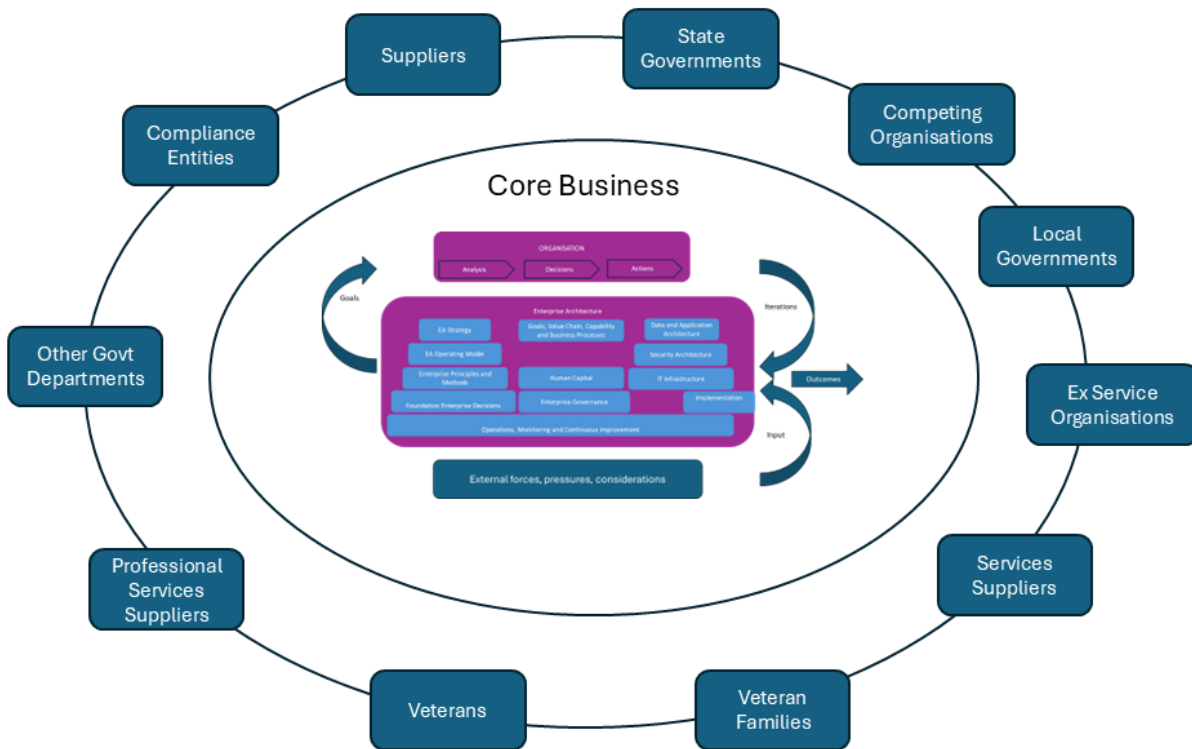 Suppliers
State
Governments
Compliance
Entities
Competing
Organisations
Core Business
Local
Governments
ORGANISATION
Analysis
Decisions
Actions
Goals
Iterations
Enterprise Architecture
EA Strategy
Goals, Value Chain, Capability
and Business Processes
Data and Application
Architecture
EA Operating Model
Security Architecture
Enterprise Principles and
Methods
Human Capital
IT Infrastructure
Outcomes
Foundation Enterprise Decisions
Enterprise Governance
Implementation
Operations, Monitoring and Continuous Improvement
Input
External forces, pressures, considerations
Other Govt
Departments
Ex Service
Organisations
Professional
Services
Suppliers
Services
Suppliers
Veterans
Veteran
Families